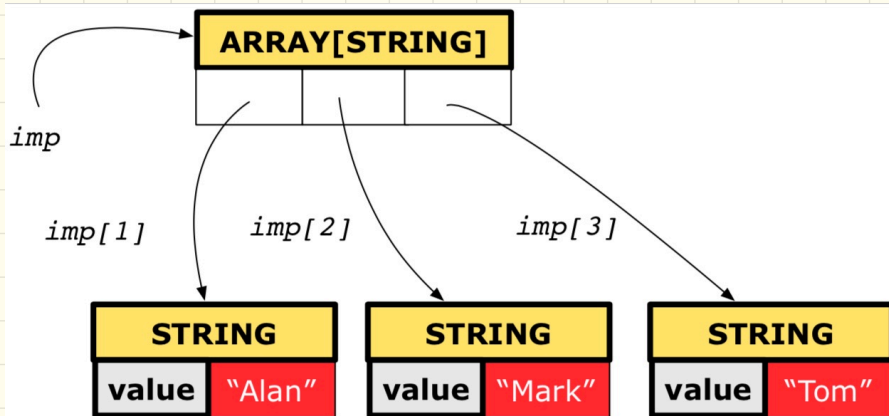 ARRAY[STRING]
imp
imp[1] imp[2] imp[3]
STRING STRING STRING
value “Alan” value “Mark” value “Tom”